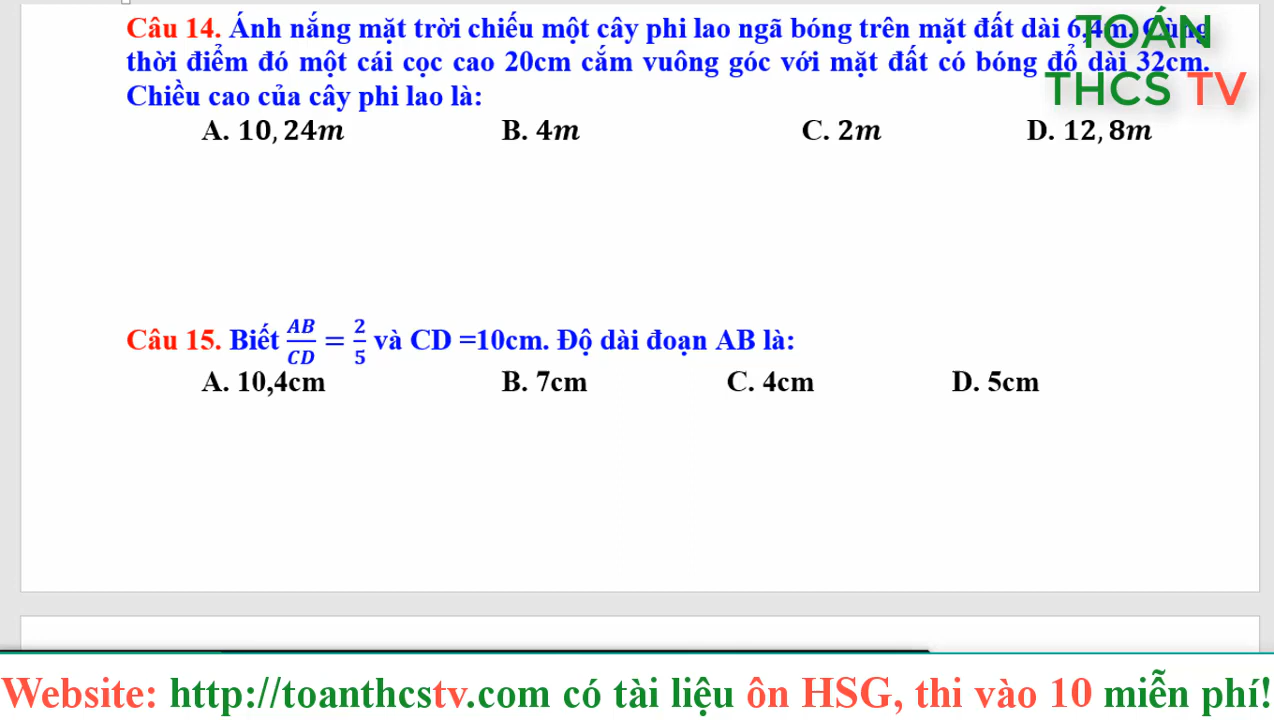 Câu 14. Ánh nắng mặt trời chiếu một cây phi lao ngã bóng trên mặt đất dài 6,4m. Cùng
TOÁN
thời điểm đó một cái cọc cao 20cm cắm vuông góc với mặt đất có bóng đổ dài 32cm.
THCS TV
Chiều cao của cây phi lao là:
A. 10,24m B. 4m C. 2m D. 12,8m
Câu 15. Biết AB/CD = 2/5 và CD =10cm. Độ dài đoạn AB là:
A. 10,4cm B. 7cm C. 4cm D. 5cm
Website: http://toanthcstv.com có tài liệu ôn HSG, thi vào 10 miễn phí!